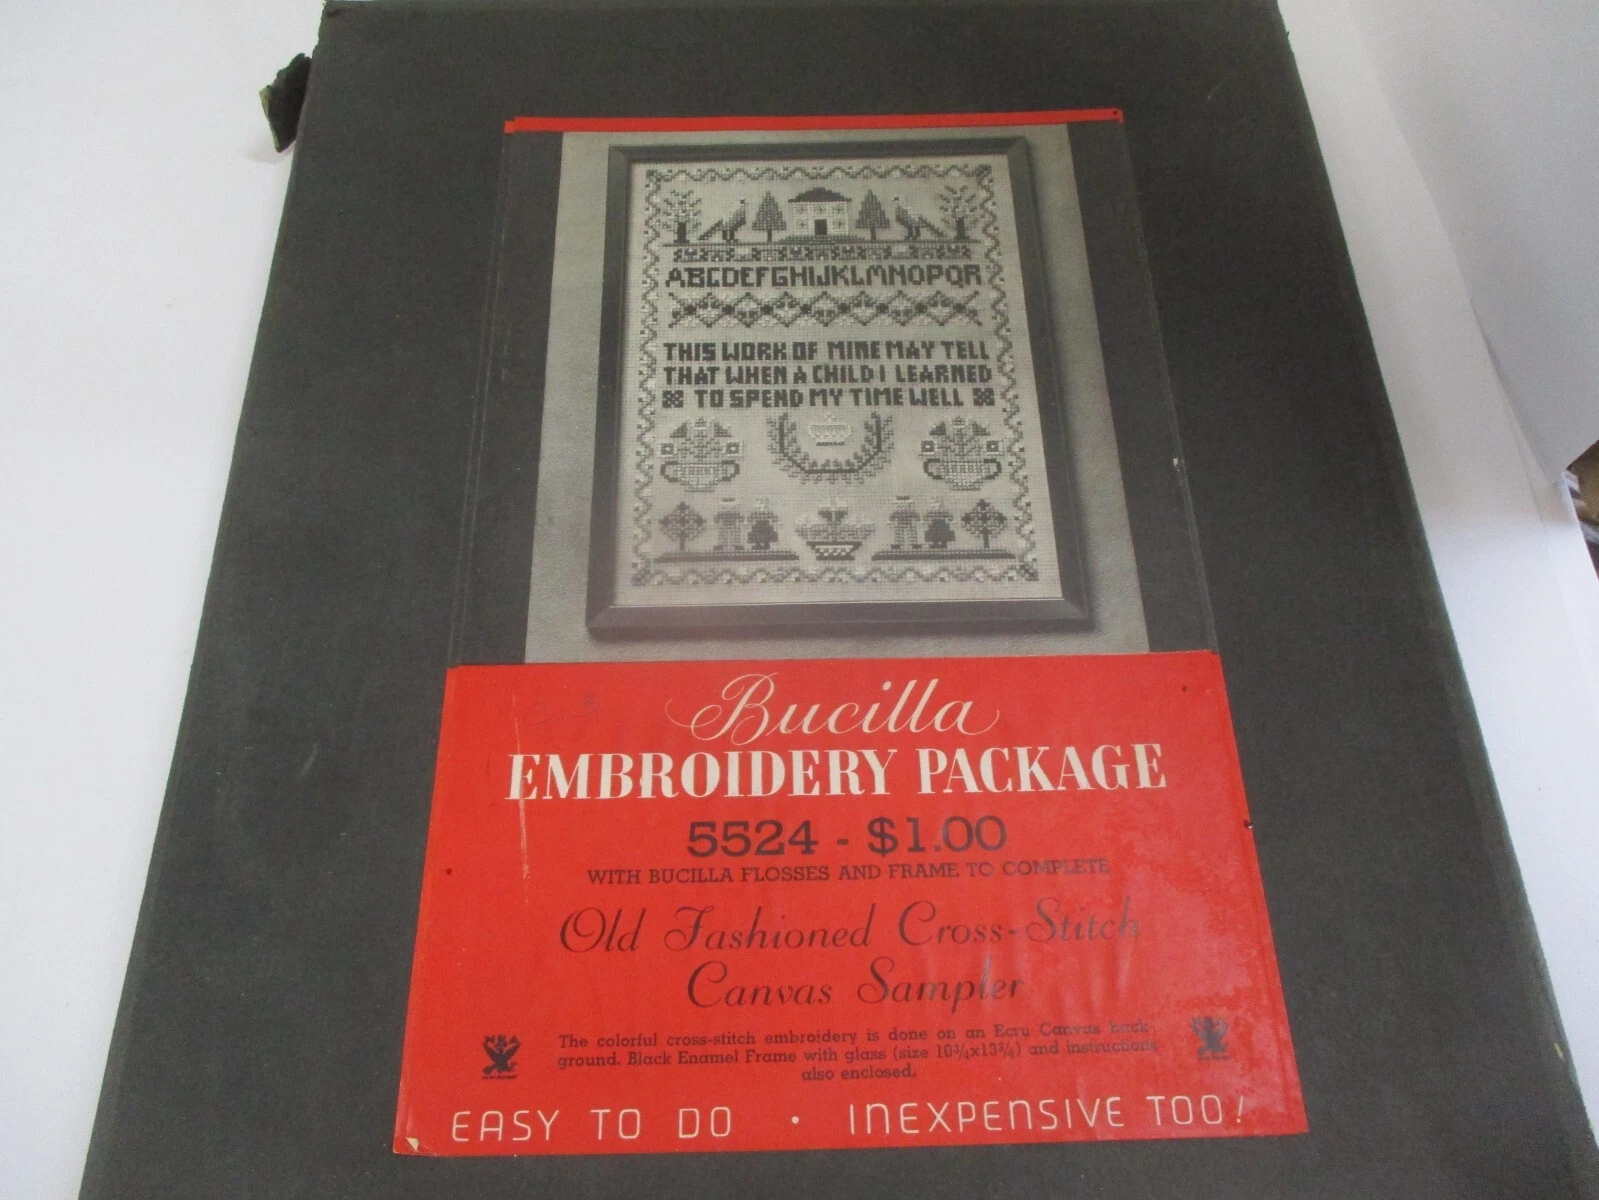 ABCDEFGHIJKLMNOPQR
THIS WORK OF MINE MAY TELL
THAT WHEN A CHILD I LEARNED
TO SPEND MY TIME WELL
Bucilla
EMBROIDERY PACKAGE
5524 - $1.00
WITH BUCILLA FLOSSES AND FRAME TO COMPLETE
Old Fashioned Cross-Stitch
Canvas Sampler
NRA
The colorful cross-stitch embroidery is done on an Ecru Canvas back-
ground. Black Enamel Frame with glass (size 10¾x13¾) and instructions
also enclosed.
EASY TO DO · INEXPENSIVE TOO!